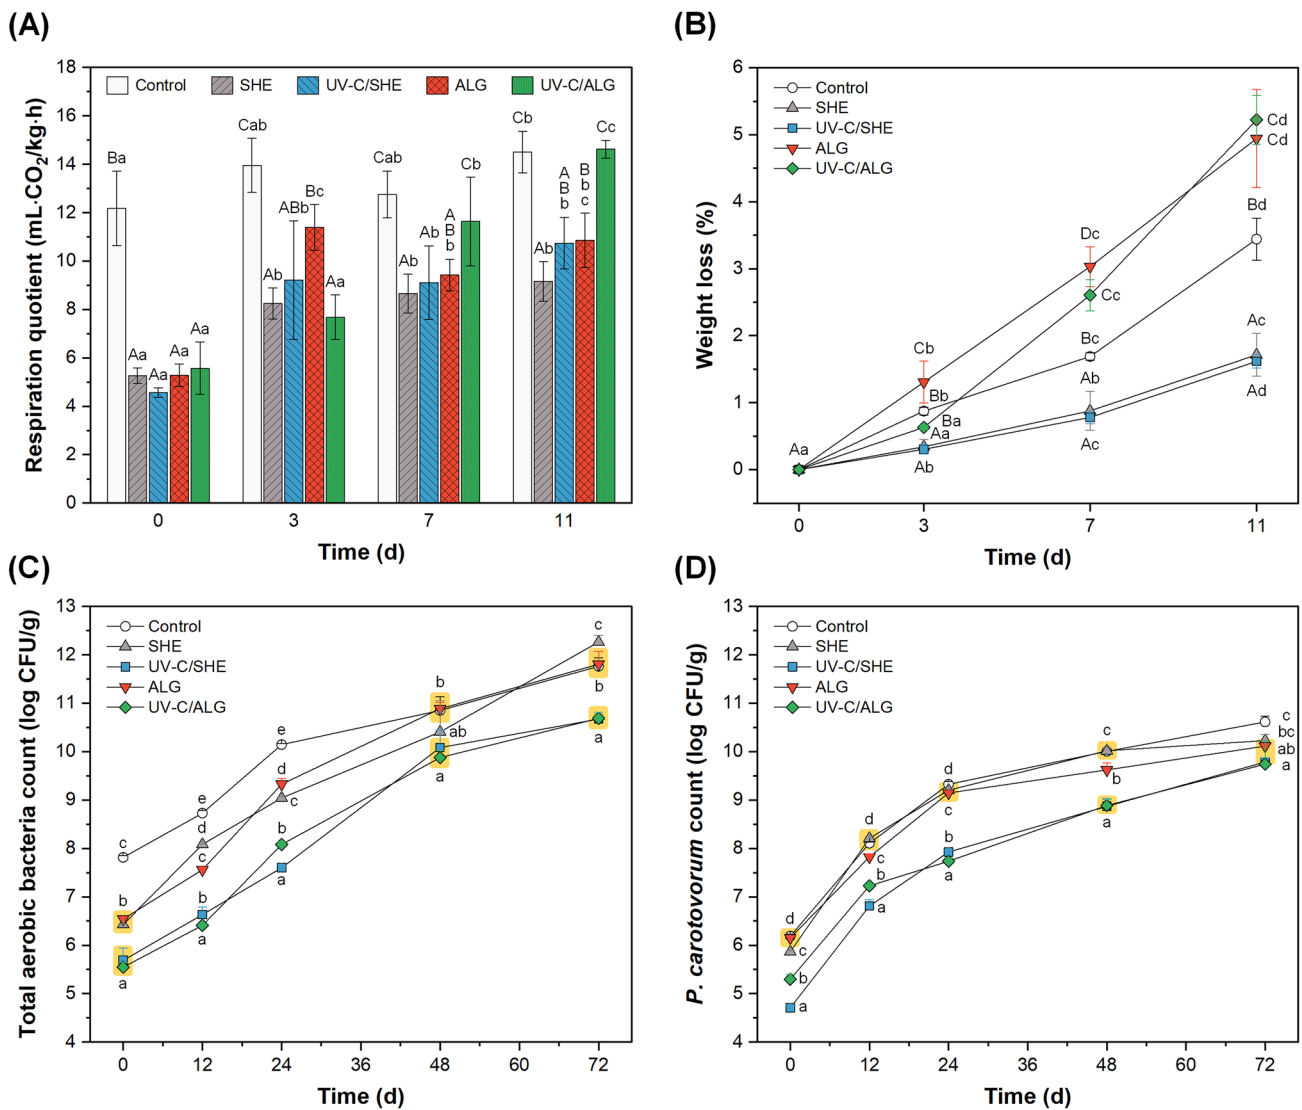 (A)
18
16
14
12
10
8
6
4
2
0
Respiration quotient (mL·CO₂/kg·h)
Control
SHE
UV-C/SHE
ALG
UV-C/ALG
Ba
Aa
Aa
Aa
Aa
Cab
Ab
ABb
Bc
Aa
Cab
Ab
Ab
A
B
b
Cb
Cb
Ab
A
B
b
B
b
c
Cc
0
3
7
11
Time (d)
(B)
6
5
4
3
2
1
0
Weight loss (%)
Control
SHE
UV-C/SHE
ALG
UV-C/ALG
Aa
Cb
Bb
Ba
Aa
Ab
Dc
Cc
Bc
Ab
Ac
Cd
Cd
Bd
Ac
Ad
0
3
7
11
Time (d)
(C)
13
12
11
10
9
8
7
6
5
4
Total aerobic bacteria count (log CFU/g)
Control
SHE
UV-C/SHE
ALG
UV-C/ALG
c
b
a
e
d
c
b
a
e
d
c
b
a
b
ab
a
c
b
a
0
12
24
36
48
60
72
Time (d)
(D)
13
12
11
10
9
8
7
6
5
4
P. carotovorum count (log CFU/g)
Control
SHE
UV-C/SHE
ALG
UV-C/ALG
d
c
b
a
d
c
b
a
d
c
b
a
c
b
a
c
bc
ab
a
0
12
24
36
48
60
72
Time (d)